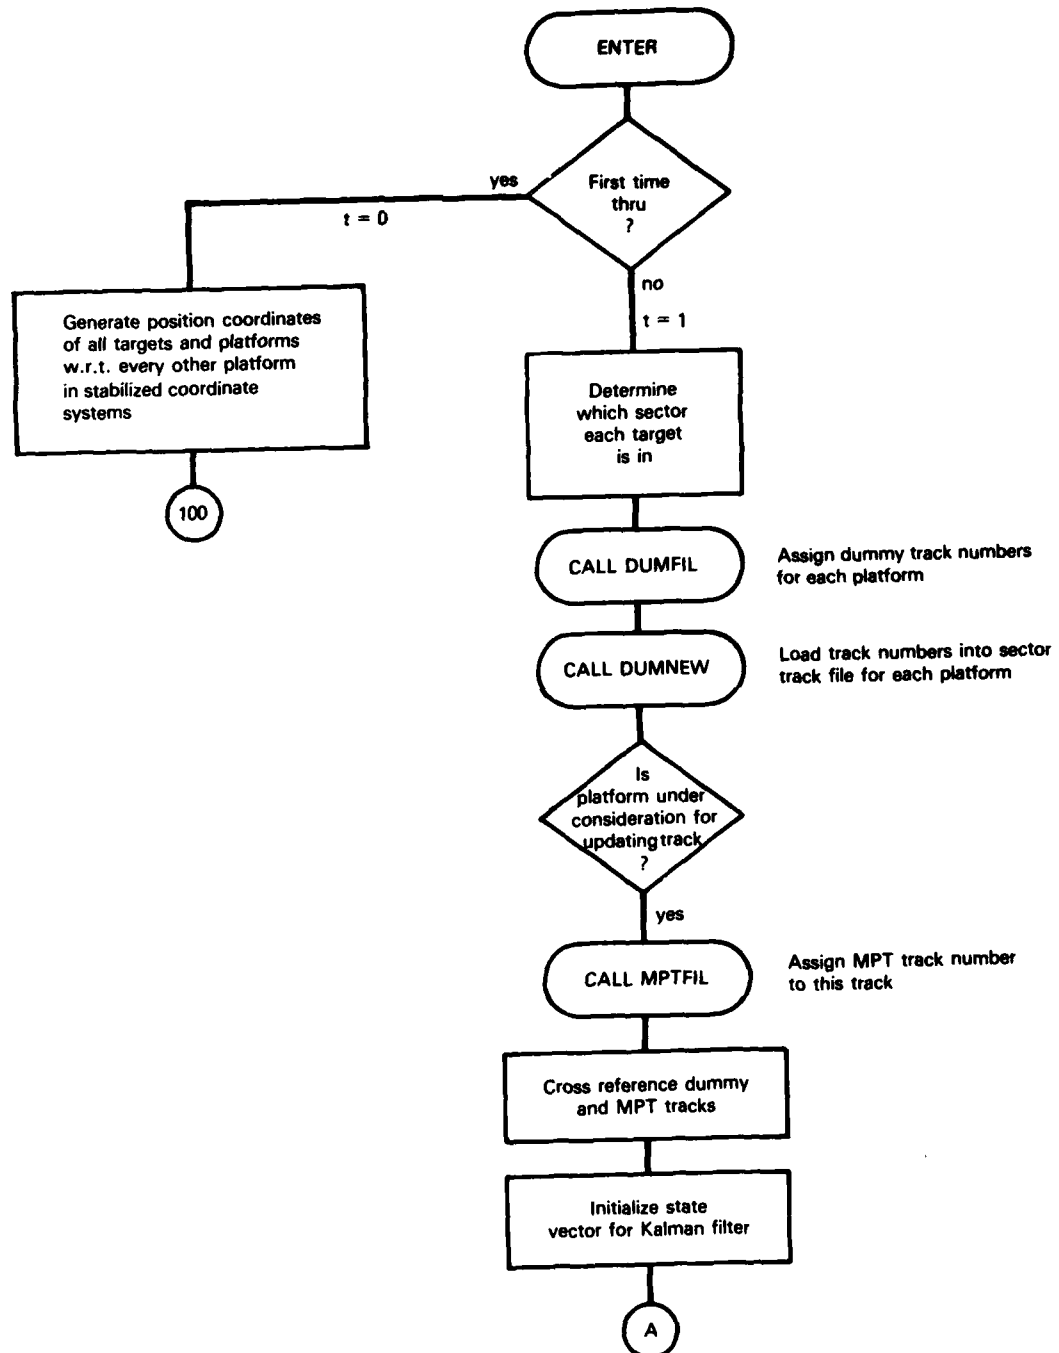 ENTER
First time
thru
?
yes
t = 0
no
t = 1
Generate position coordinates
of all targets and platforms
w.r.t. every other platform
in stabilized coordinate
systems
100
Determine
which sector
each target
is in
CALL DUMFIL
Assign dummy track numbers
for each platform
CALL DUMNEW
Load track numbers into sector
track file for each platform
Is
platform under
consideration for
updating track
?
yes
CALL MPTFIL
Assign MPT track number
to this track
Cross reference dummy
and MPT tracks
Initialize state
vector for Kalman filter
A